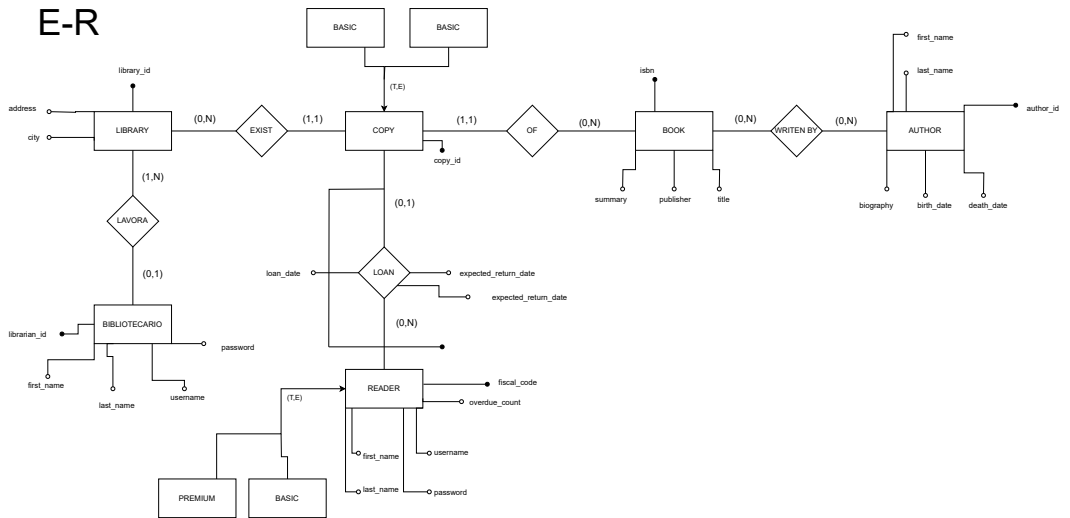 E-R
BASIC
BASIC
(T,E)
library_id
address
city
LIBRARY
(0,N)
EXIST
(1,1)
COPY
copy_id
(1,1)
OF
(0,N)
isbn
BOOK
summary
publisher
title
(0,N)
WRITEN BY
(0,N)
first_name
last_name
author_id
AUTHOR
biography
birth_date
death_date
(1,N)
LAVORA
(0,1)
BIBLIOTECARIO
librarian_id
first_name
last_name
username
password
(0,1)
loan_date
LOAN
expected_return_date
expected_return_date
(0,N)
READER
fiscal_code
overdue_count
first_name
last_name
username
password
(T,E)
PREMIUM
BASIC